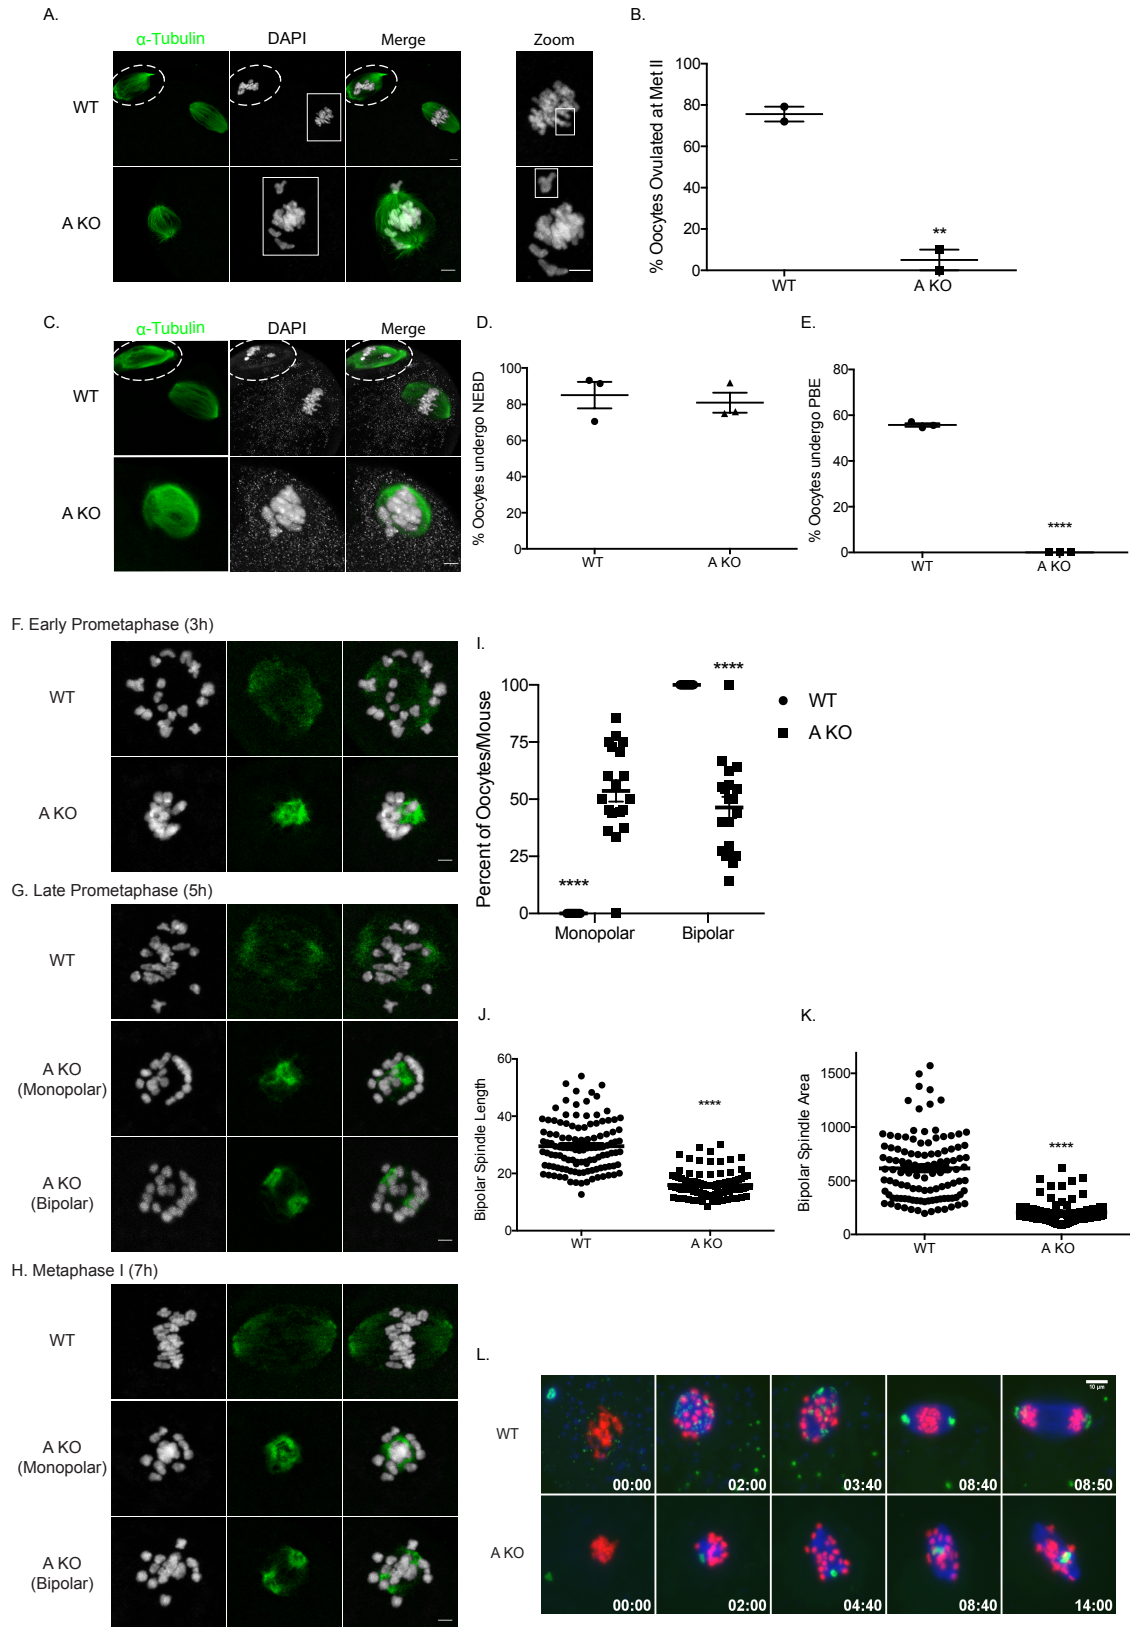 A.
α-Tubulin DAPI Merge Zoom
WT
A KO
B.
% Oocytes Ovulated at Met II
100
80
60
40
20
0
**
WT A KO
C.
α-Tubulin DAPI Merge
WT
A KO
D.
% Oocytes undergo NEBD
100
80
60
40
20
0
WT A KO
E.
% Oocytes undergo PBE
80
60
40
20
0
****
WT A KO
F. Early Prometaphase (3h)
WT
A KO
G. Late Prometaphase (5h)
WT
A KO
(Monopolar)
A KO
(Bipolar)
H. Metaphase I (7h)
WT
A KO
(Monopolar)
A KO
(Bipolar)
I.
Percent of Oocytes/Mouse
100
75
50
25
0
****
****
Monopolar Bipolar
WT
A KO
J.
Bipolar Spindle Length
60
40
20
0
****
WT A KO
K.
Bipolar Spindle Area
1500
1000
500
0
****
WT A KO
L.
WT
10 µm
00:00 02:00 03:40 08:40 08:50
A KO
00:00 02:00 04:40 08:40 14:00